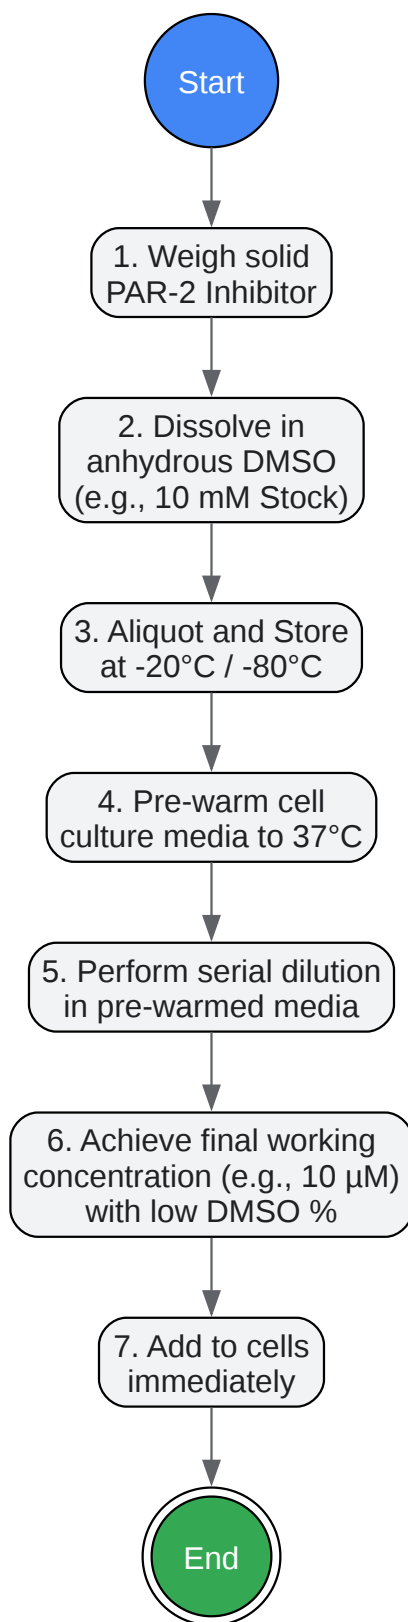 Start
1. Weigh solid
PAR-2 Inhibitor
2. Dissolve in
anhydrous DMSO
(e.g., 10 mM Stock)
3. Aliquot and Store
at -20°C / -80°C
4. Pre-warm cell
culture media to 37°C
5. Perform serial dilution
in pre-warmed media
6. Achieve final working
concentration (e.g., 10 µM)
with low DMSO %
7. Add to cells
immediately
End